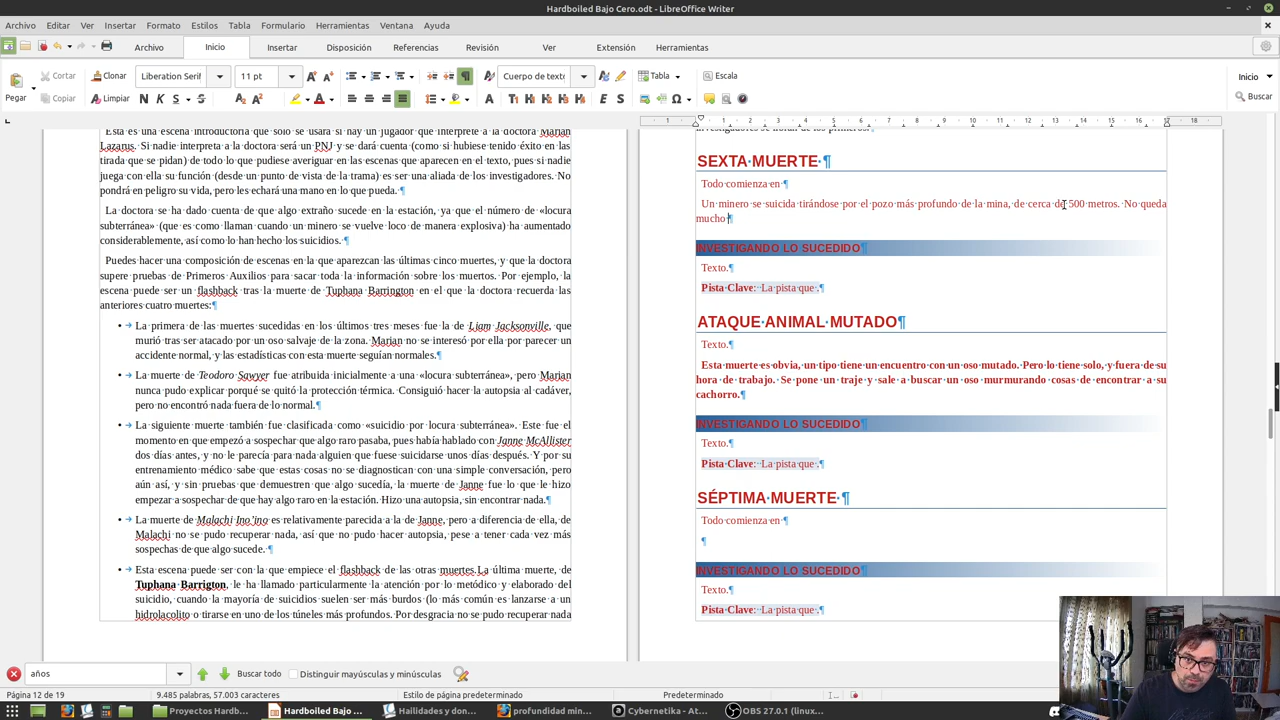 Hardboiled Bajo Cero.odt - LibreOffice Writer
Archivo Editar Ver Insertar Formato Estilos Tabla Formulario Herramientas Ventana Ayuda
Archivo Inicio Insertar Disposición Referencias Revisión Ver Extensión Herramientas
Pegar Cortar Clonar Liberation Serif 11 pt Cuerpo de texto Tabla Escala Inicio
Copiar Limpiar Buscar
Esta es una escena introductoria que solo se usará si hay un jugador que interprete a la doctora Marian
Lazarus. Si nadie interpreta a la doctora será un PNJ y se dará cuenta (como si hubiese tenido éxito en las
tirada que se pidan) de todo lo que pudiese averiguar en las escenas que aparecen en el texto, pues si nadie
juega con ella su función (desde un punto de vista de la trama) es ser una aliada de los investigadores. No
pondrá en peligro su vida, pero les echará una mano en lo que pueda. ¶
La doctora se ha dado cuenta de que algo extraño sucede en la estación, ya que el número de «locura
subterránea» (que es como llaman cuando un minero se vuelve loco de manera explosiva) ha aumentado
considerablemente, así como lo han hecho los suicidios. ¶
Puedes hacer una composición de escenas en la que aparezcan las últimas cinco muertes, y que la doctora
supere pruebas de Primeros Auxilios para sacar toda la información sobre los muertos. Por ejemplo, la
escena puede ser un flashback tras la muerte de Tuphana Barrington en el que la doctora recuerda las
anteriores cuatro muertes:¶
• La primera de las muertes sucedidas en los últimos tres meses fue la de Liam Jacksonville, que
murió tras ser atacado por un oso salvaje de la zona. Marian no se interesó por ella por parecer un
accidente normal, y las estadísticas con esta muerte seguían normales.¶
• La muerte de Teodoro Sawyer fue atribuida inicialmente a una «locura subterránea», pero Marian
nunca pudo explicar porqué se quitó la protección térmica. Consiguió hacer la autopsia al cadáver,
pero no encontró nada fuera de lo normal.¶
• La siguiente muerte también fue clasificada como «suicidio por locura subterránea». Este fue el
momento en que empezó a sospechar que algo raro pasaba, pues había hablado con Janne McAllister
dos días antes, y no le parecía para nada alguien que fuese suicidarse unos días después. Y por su
entrenamiento médico sabe que estas cosas no se diagnostican con una simple conversación, pero
aún así, y sin pruebas que demuestren que algo sucedía, la muerte de Janne fue lo que le hizo
empezar a sospechar de que hay algo raro en la estación. Hizo una autopsia, sin encontrar nada.¶
• La muerte de Malachi Ino'ino es relativamente parecida a la de Janne, pero a diferencia de ella, de
Malachi no se pudo recuperar nada, así que no pudo hacer autopsia, pese a tener cada vez más
sospechas de que algo sucede. ¶
• Esta escena puede ser con la que empiece el flashback de las otras muertes.La última muerte, de
Tuphana Barrigton, le ha llamado particularmente la atención por lo metódico y elaborado del
suicidio, cuando la mayoría de suicidios suelen ser más burdos (lo más común es lanzarse a un
hidrolacolito o tirarse en uno de los túneles más profundos. Por desgracia no se pudo recuperar nada
SEXTA MUERTE ¶
Todo comienza en ¶
Un minero se suicida tirándose por el pozo más profundo de la mina, de cerca de 500 metros. No queda
mucho ¶
INVESTIGANDO LO SUCEDIDO¶
Texto.¶
Pista Clave: La pista que .¶
ATAQUE ANIMAL MUTADO¶
Texto.¶
Esta muerte es obvia, un tipo tiene un encuentro con un oso mutado. Pero lo tiene solo, y fuera de su
hora de trabajo. Se pone un traje y sale a buscar un oso murmurando cosas de encontrar a su
cachorro.¶
INVESTIGANDO LO SUCEDIDO¶
Texto.¶
Pista Clave: La pista que .¶
SÉPTIMA MUERTE ¶
Todo comienza en ¶
¶
INVESTIGANDO LO SUCEDIDO¶
Texto.¶
Pista Clave: La pista que .¶
años Buscar todo Distinguir mayúsculas y minúsculas
Página 12 de 19 9.485 palabras, 57.003 caracteres Estilo de página predeterminado Predeterminado
Proyectos Hardb... Hardboiled Bajo ... Hailidades y don... profundidad min... Cybernetika - At... OBS 27.0.1 (linux...